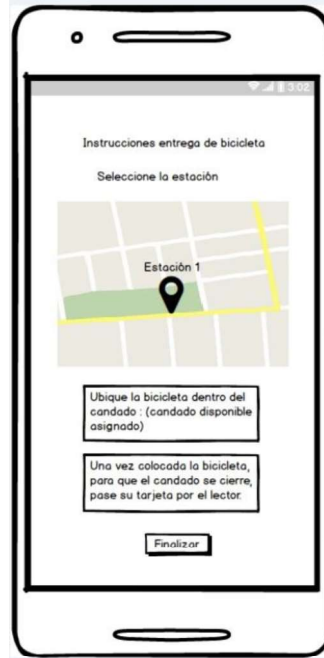 3:02
Instrucciones entrega de bicicleta
Seleccione la estación
Estación 1
Ubique la bicicleta dentro del
candado : (candado disponible
asignado)
Una vez colocada la bicicleta,
para que el candado se cierre,
pase su tarjeta por el lector.
Finalizar